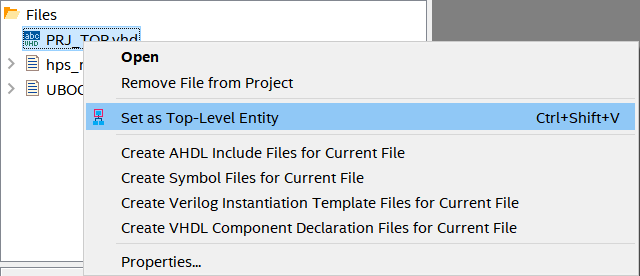 Files
abc
VHD
PRJ_TOP.vhd
Open
Remove File from Project
Set as Top-Level Entity Ctrl+Shift+V
Create AHDL Include Files for Current File
Create Symbol Files for Current File
Create Verilog Instantiation Template Files for Current File
Create VHDL Component Declaration Files for Current File
Properties...